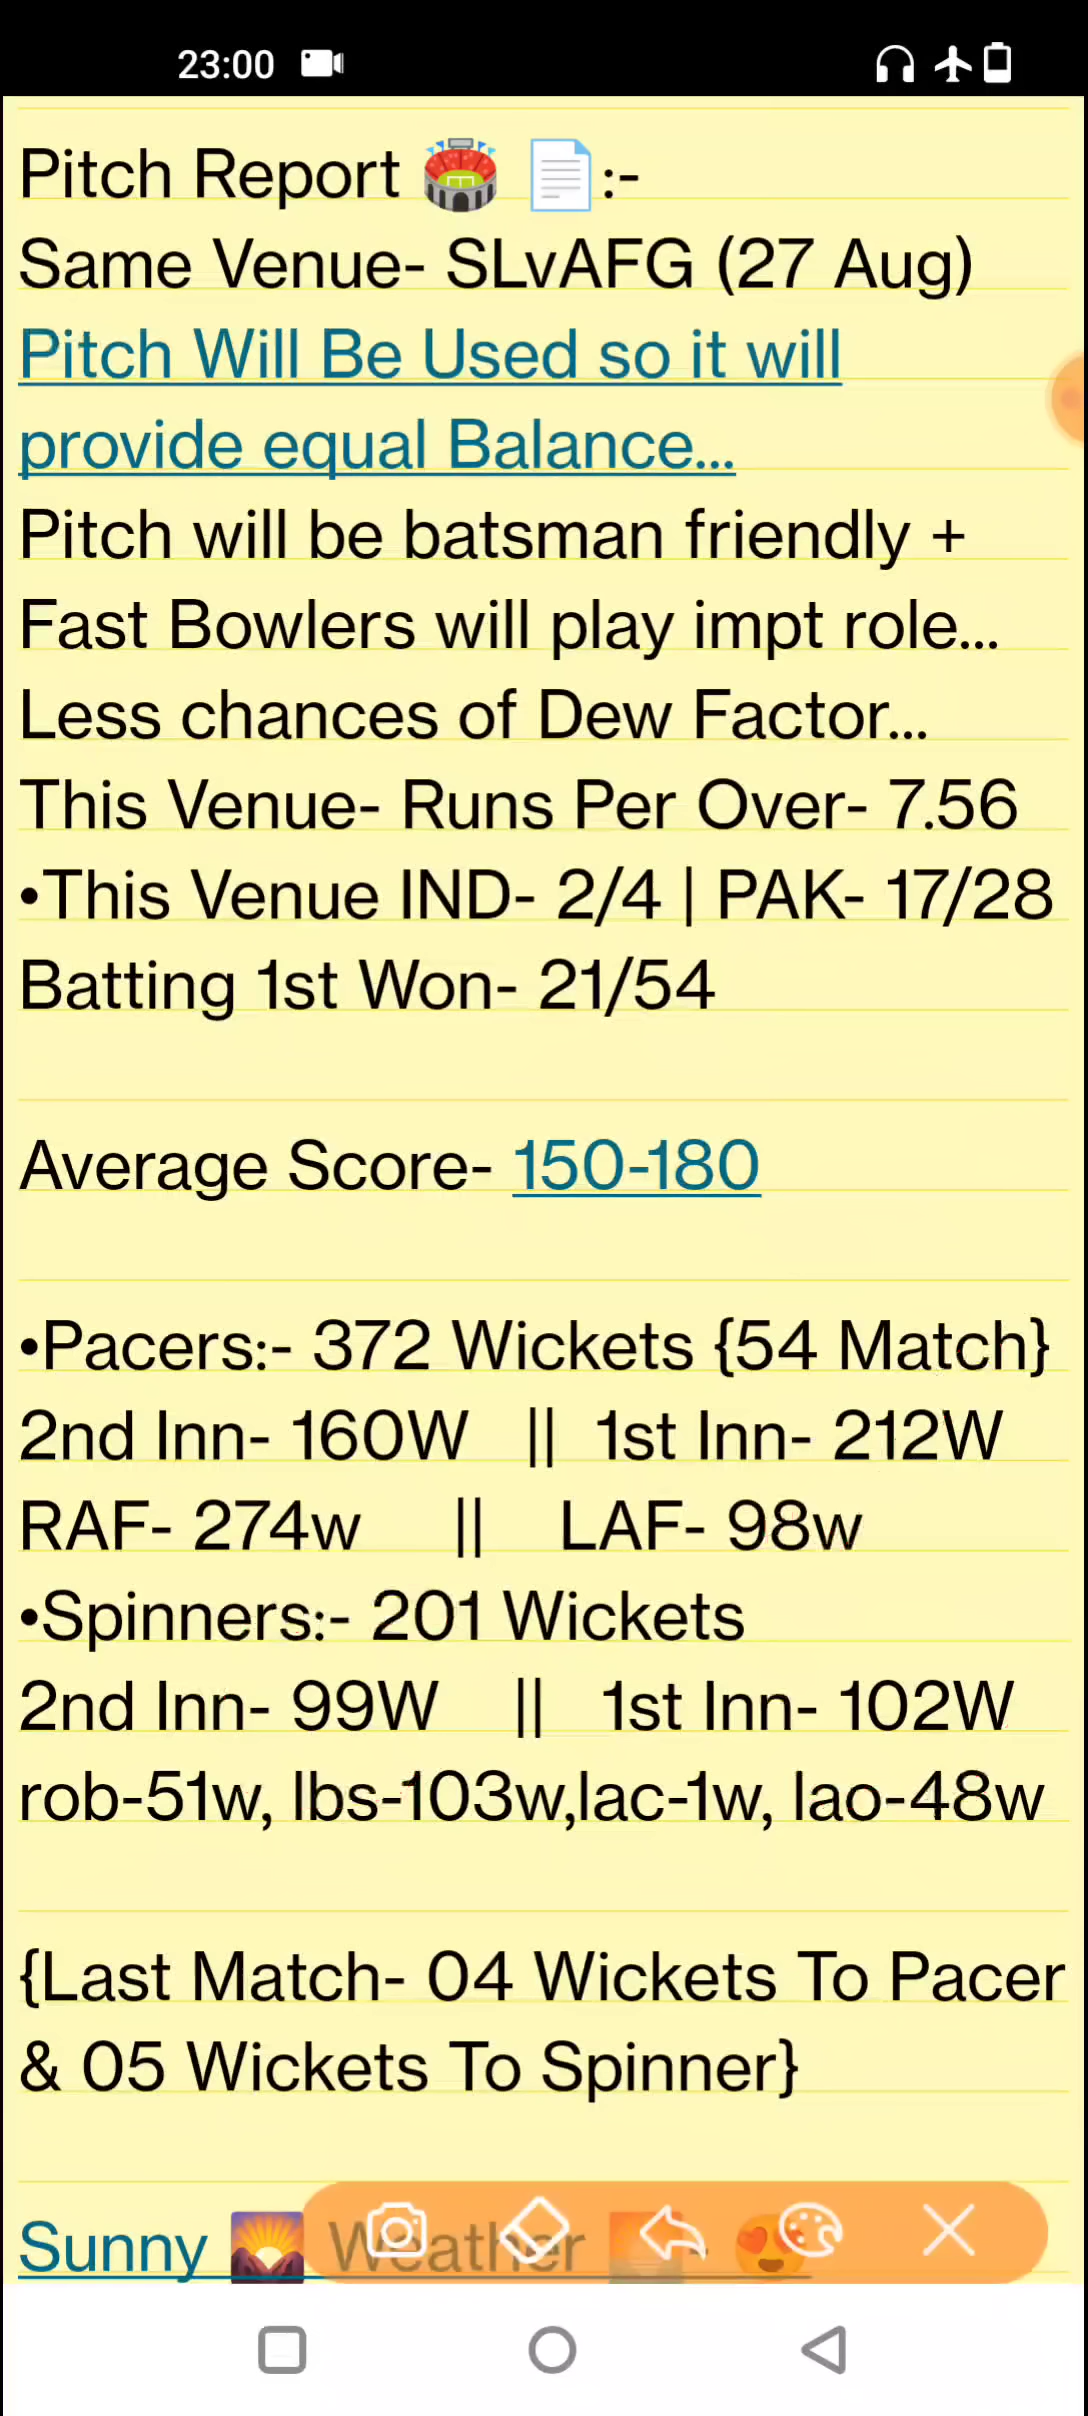 23:00
Pitch Report 🏟️ 📄:-
Same Venue- SLvAFG (27 Aug)
Pitch Will Be Used so it will
provide equal Balance...
Pitch will be batsman friendly +
Fast Bowlers will play impt role...
Less chances of Dew Factor...
This Venue- Runs Per Over- 7.56
•This Venue IND- 2/4 | PAK- 17/28
Batting 1st Won- 21/54
Average Score- 150-180
•Pacers:- 372 Wickets {54 Match}
2nd Inn- 160W || 1st Inn- 212W
RAF- 274w || LAF- 98w
•Spinners:- 201 Wickets
2nd Inn- 99W || 1st Inn- 102W
rob-51w, lbs-103w,lac-1w, lao-48w
{Last Match- 04 Wickets To Pacer
& 05 Wickets To Spinner}
Sunny 🌄 Weather